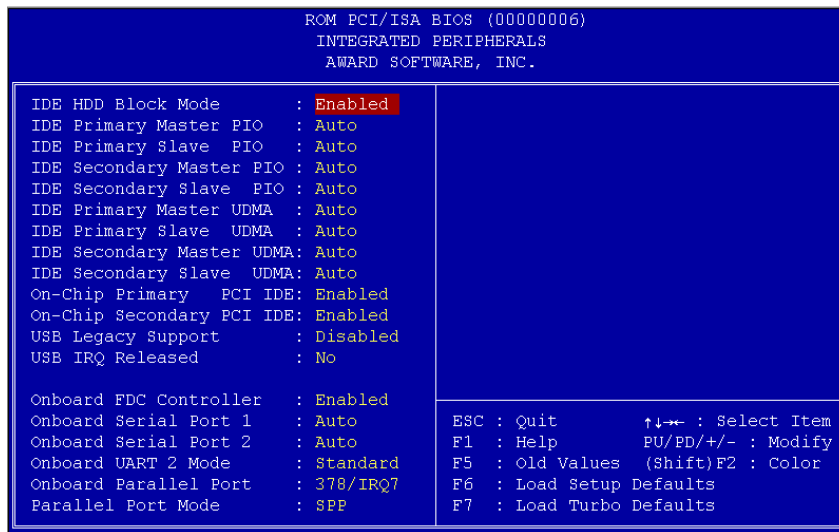 ROM PCI/ISA BIOS (00000006)
INTEGRATED PERIPHERALS
AWARD SOFTWARE, INC.
IDE HDD Block Mode : Enabled
IDE Primary Master PIO : Auto
IDE Primary Slave PIO : Auto
IDE Secondary Master PIO : Auto
IDE Secondary Slave PIO : Auto
IDE Primary Master UDMA : Auto
IDE Primary Slave UDMA : Auto
IDE Secondary Master UDMA: Auto
IDE Secondary Slave UDMA: Auto
On-Chip Primary PCI IDE: Enabled
On-Chip Secondary PCI IDE: Enabled
USB Legacy Support : Disabled
USB IRQ Released : No
Onboard FDC Controller : Enabled
Onboard Serial Port 1 : Auto
Onboard Serial Port 2 : Auto
Onboard UART 2 Mode : Standard
Onboard Parallel Port : 378/IRQ7
Parallel Port Mode : SPP
ESC : Quit ↑↓→← : Select Item
F1 : Help PU/PD/+/- : Modify
F5 : Old Values (Shift)F2 : Color
F6 : Load Setup Defaults
F7 : Load Turbo Defaults